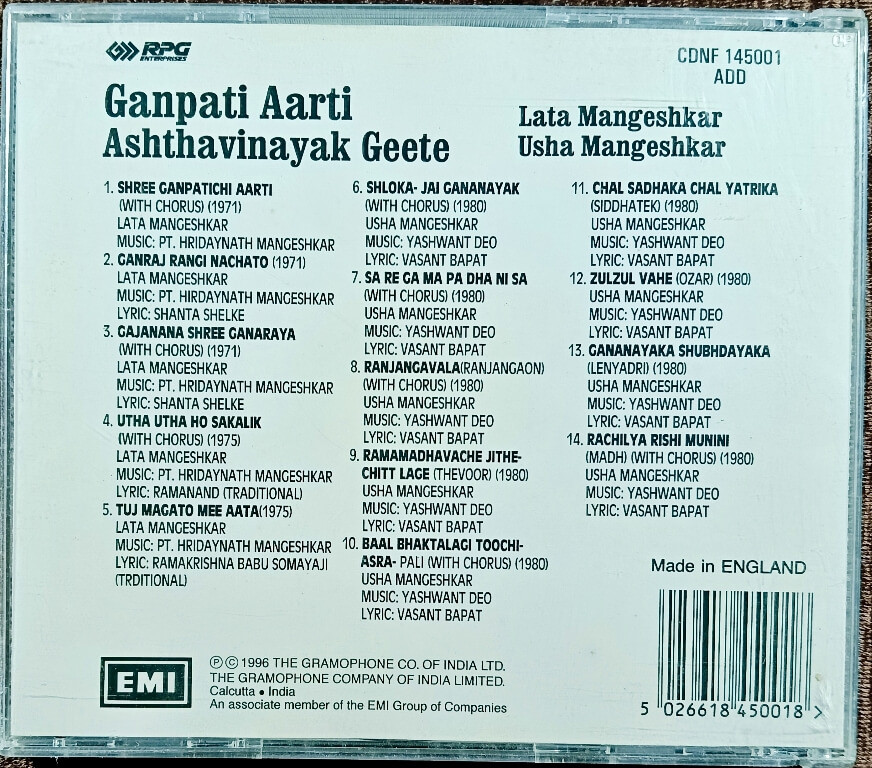 RPG
ENTERPRISES
CDNF 145001
ADD
Ganpati Aarti
Ashthavinayak Geete
Lata Mangeshkar
Usha Mangeshkar
1. SHREE GANPATICHI AARTI
(WITH CHORUS) (1971)
LATA MANGESHKAR
MUSIC: PT. HRIDAYNATH MANGESHKAR
2. GANRAJ RANGI NACHATO (1971)
LATA MANGESHKAR
MUSIC: PT. HIRDAYNATH MANGESHKAR
LYRIC: SHANTA SHELKE
3. GAJANANA SHREE GANARAYA
(WITH CHORUS) (1971)
LATA MANGESHKAR
MUSIC: PT. HRIDAYNATH MANGESHKAR
LYRIC: SHANTA SHELKE
4. UTHA UTHA HO SAKALIK
(WITH CHORUS) (1975)
LATA MANGESHKAR
MUSIC: PT. HRIDAYNATH MANGESHKAR
LYRIC: RAMANAND (TRADITIONAL)
5. TUJ MAGATO MEE AATA(1975)
LATA MANGESHKAR
MUSIC: PT. HRIDAYNATH MANGESHKAR
LYRIC: RAMAKRISHNA BABU SOMAYAJI
(TRDITIONAL)
6. SHLOKA- JAI GANANAYAK
(WITH CHORUS) (1980)
USHA MANGESHKAR
MUSIC: YASHWANT DEO
LYRIC: VASANT BAPAT
7. SA RE GA MA PA DHA NI SA
(WITH CHORUS) (1980)
USHA MANGESHKAR
MUSIC: YASHWANT DEO
LYRIC: VASANT BAPAT
8. RANJANGAVALA(RANJANGAON)
(WITH CHORUS) (1980)
USHA MANGESHKAR
MUSIC: YASHWANT DEO
LYRIC: VASANT BAPAT
9. RAMAMADHAVACHE JITHE-
CHITT LAGE (THEVOOR) (1980)
USHA MANGESHKAR
MUSIC: YASHWANT DEO
LYRIC: VASANT BAPAT
10. BAAL BHAKTALAGI TOOCHI-
ASRA- PALI (WITH CHORUS) (1980)
USHA MANGESHKAR
MUSIC: YASHWANT DEO
LYRIC: VASANT BAPAT
11. CHAL SADHAKA CHAL YATRIKA
(SIDDHATEK) (1980)
USHA MANGESHKAR
MUSIC: YASHWANT DEO
LYRIC: VASANT BAPAT
12. ZULZUL VAHE (OZAR) (1980)
USHA MANGESHKAR
MUSIC: YASHWANT DEO
LYRIC: VASANT BAPAT
13. GANANAYAKA SHUBHDAYAKA
(LENYADRI) (1980)
USHA MANGESHKAR
MUSIC: YASHWANT DEO
LYRIC: VASANT BAPAT
14. RACHILYA RISHI MUNINI
(MADH) (WITH CHORUS) (1980)
USHA MANGESHKAR
MUSIC: YASHWANT DEO
LYRIC: VASANT BAPAT
Made in ENGLAND
EMI
Ⓟ © 1996 THE GRAMOPHONE CO. OF INDIA LTD.
THE GRAMOPHONE COMPANY OF INDIA LIMITED.
Calcutta • India
An associate member of the EMI Group of Companies
5 026618 450018 >